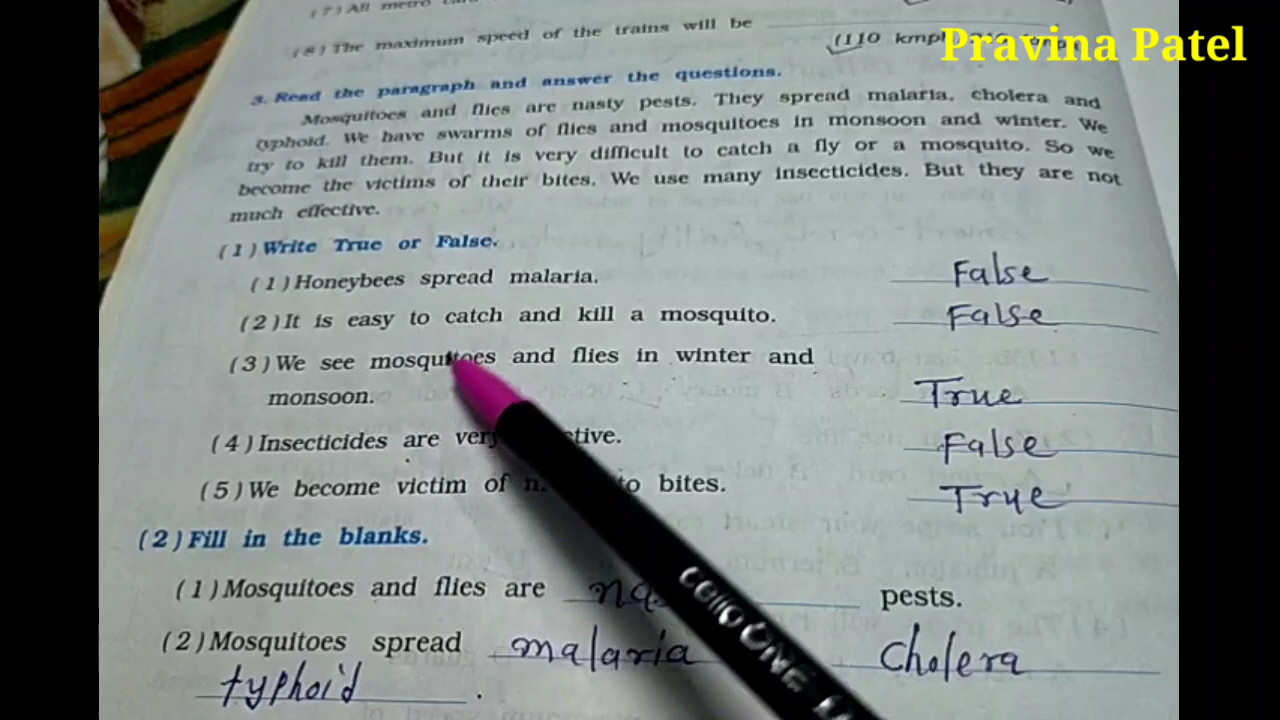 (7) All metro
(8) The maximum speed of the trains will be
(110 kmph
Pravina Patel
3. Read the paragraph and answer the questions.
Mosquitoes and flies are nasty pests. They spread malaria, cholera and
typhoid. We have swarms of flies and mosquitoes in monsoon and winter. We
try to kill them. But it is very difficult to catch a fly or a mosquito. So we
become the victims of their bites. We use many insecticides. But they are not
much effective.
(1) Write True or False.
(1) Honeybees spread malaria. False
(2) It is easy to catch and kill a mosquito. False
(3) We see mosquitoes and flies in winter and
monsoon. True
(4) Insecticides are very False
(5) We become victim of bites. True
(2) Fill in the blanks.
(1) Mosquitoes and flies are pests.
(2) Mosquitoes spread malaria Cholera
typhoid .
cellOONE